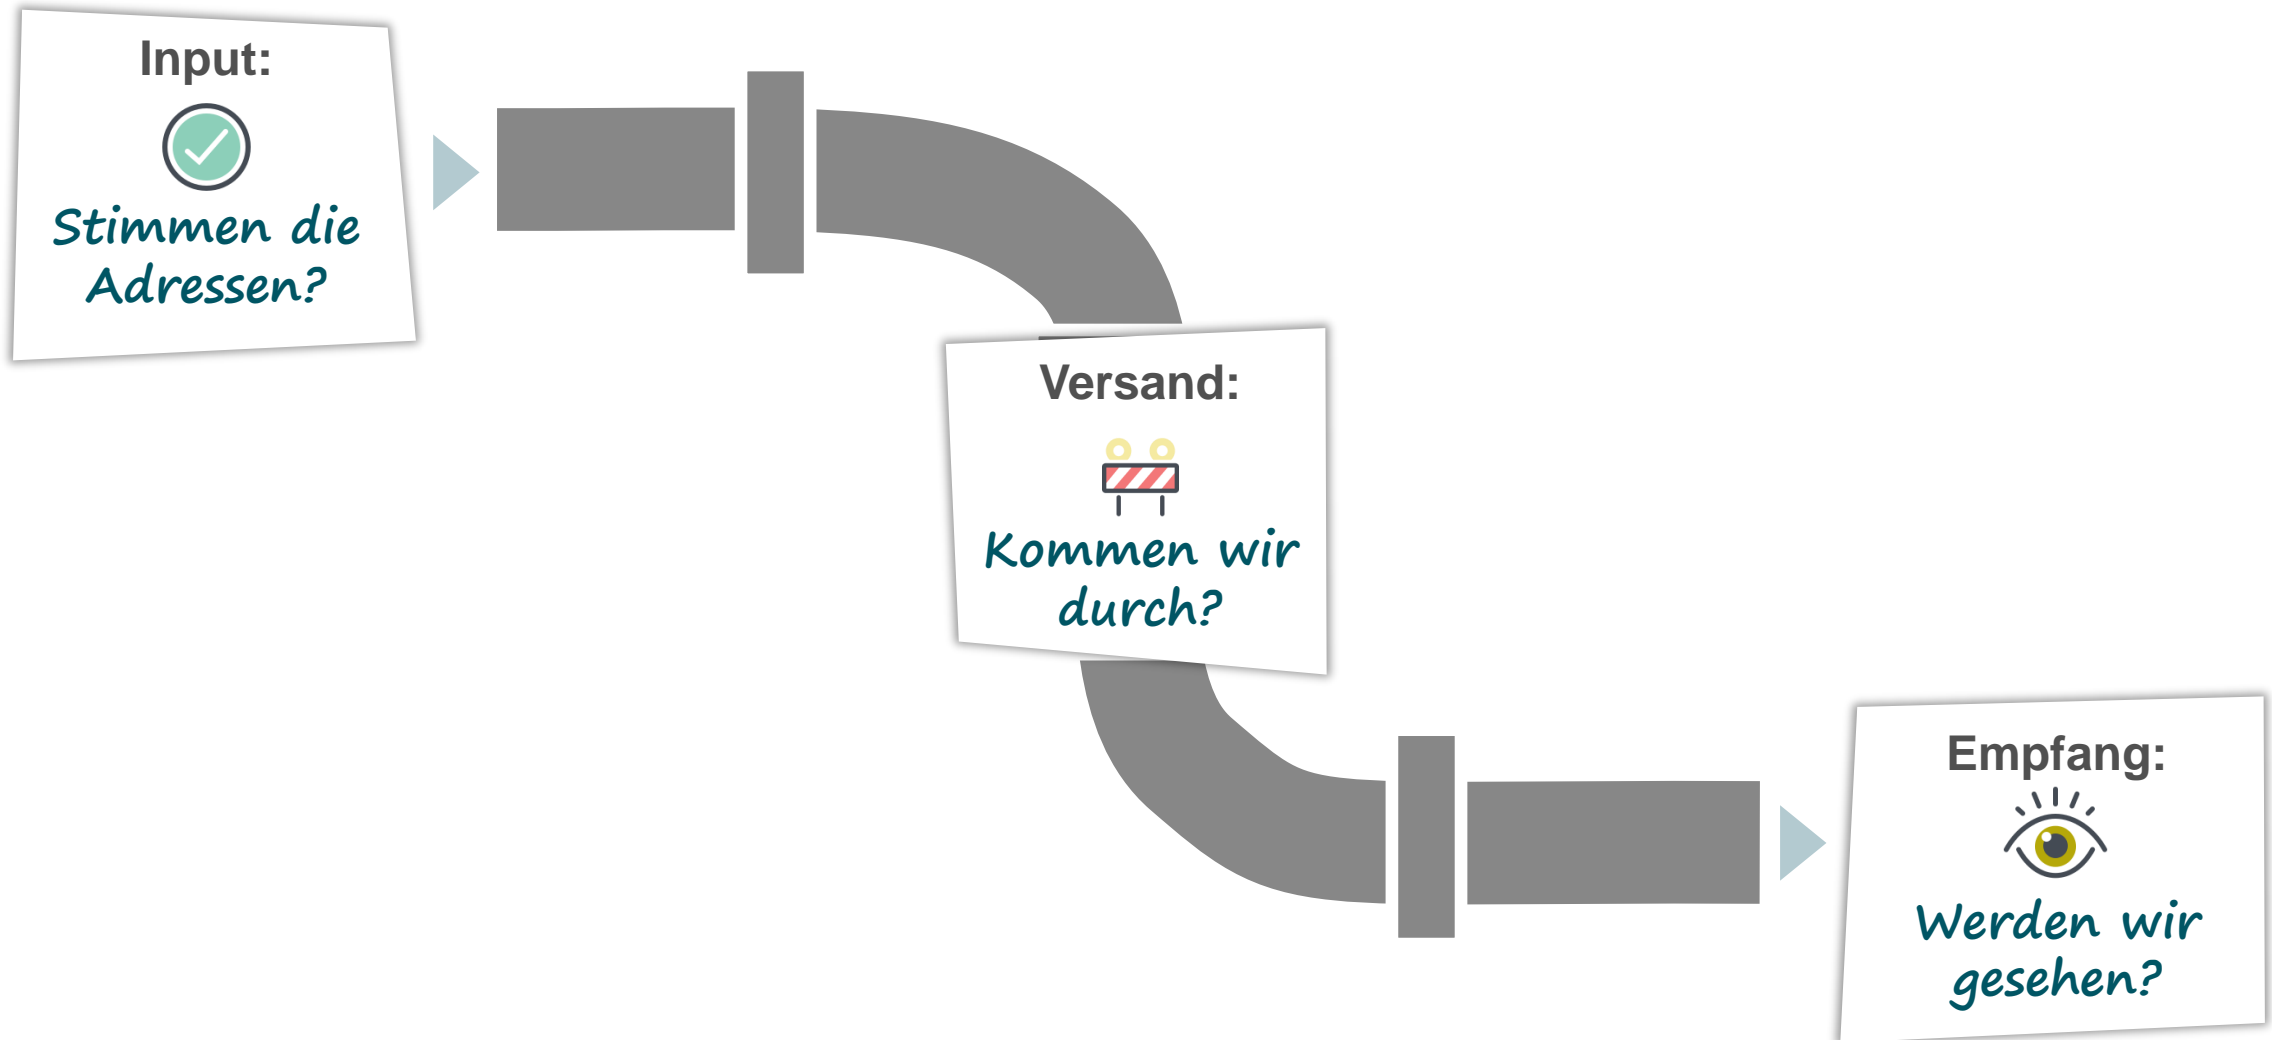 Input:
Stimmen die
Adressen?
Versand:
Kommen wir
durch?
Empfang:
Werden wir
gesehen?